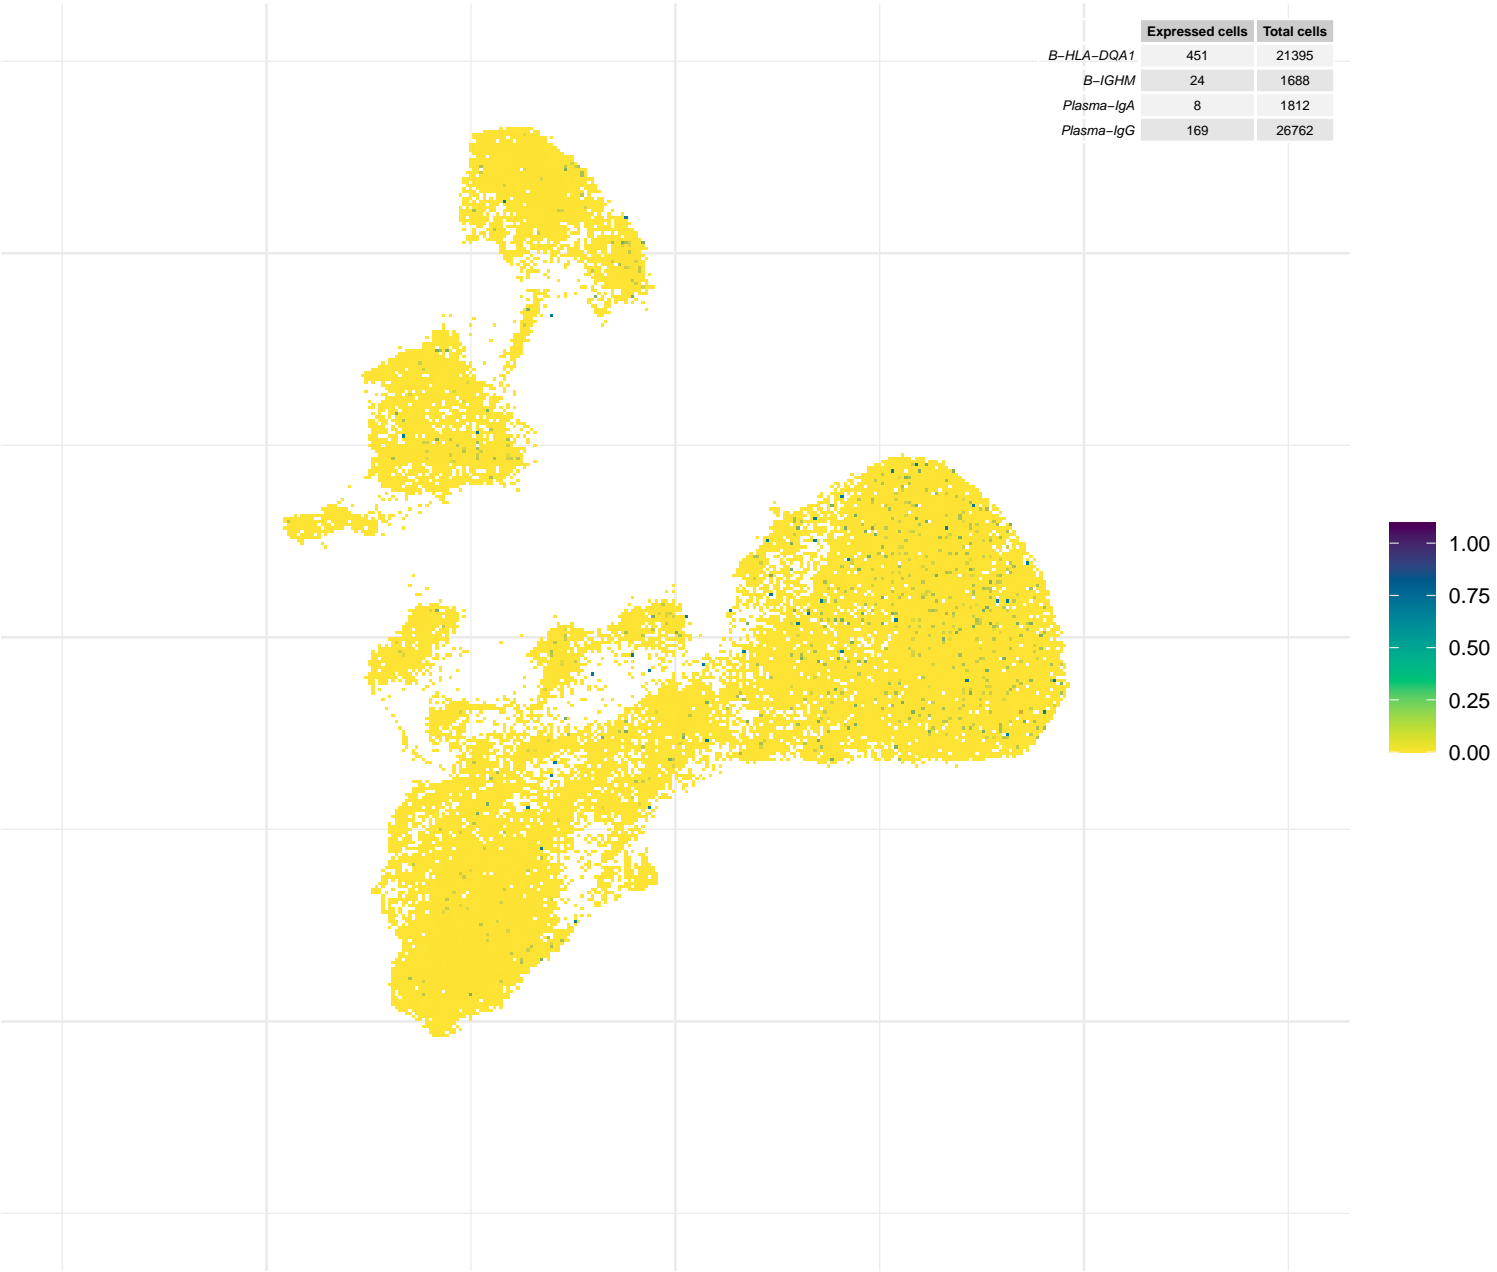 Expressed cells Total cells
B−HLA−DQA1 451 21395
B−IGHM 24 1688
Plasma−IgA 8 1812
Plasma−IgG 169 26762
1.00
0.75
0.50
0.25
0.00